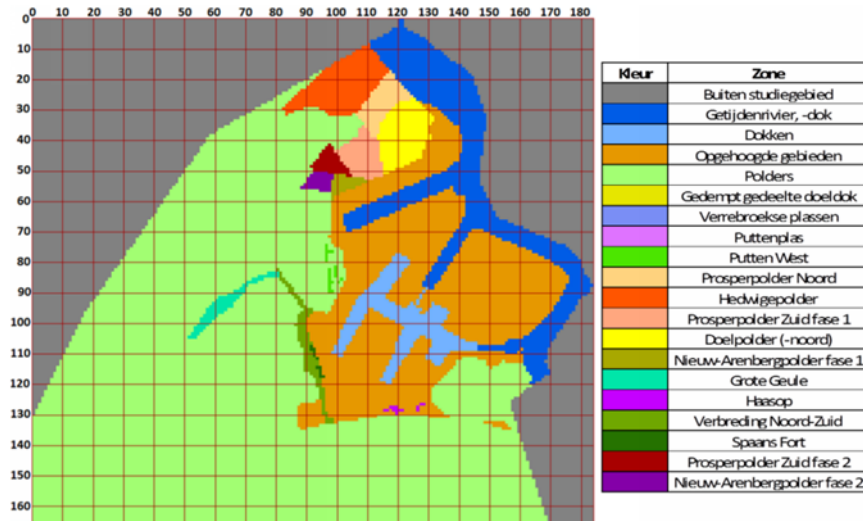 0 10 20 30 40 50 60 70 80 90 100 110 120 130 140 150 160 170 180
0
10
20
30
40
50
60
70
80
90
100
110
120
130
140
150
160
Kleur Zone
Buiten studiegebied
Getijdenrivier, -dok
Dokken
Opgehoogde gebieden
Polders
Gedempt gedeelte doeldok
Verrebroekse plassen
Puttenplas
Putten West
Prosperpolder Noord
Hedwigepolder
Prosperpolder Zuid fase 1
Doelpolder (-noord)
Nieuw-Arenbergpolder fase 1
Grote Geule
Haasop
Verbreding Noord-Zuid
Spaans Fort
Prosperpolder Zuid fase 2
Nieuw-Arenbergpolder fase 2